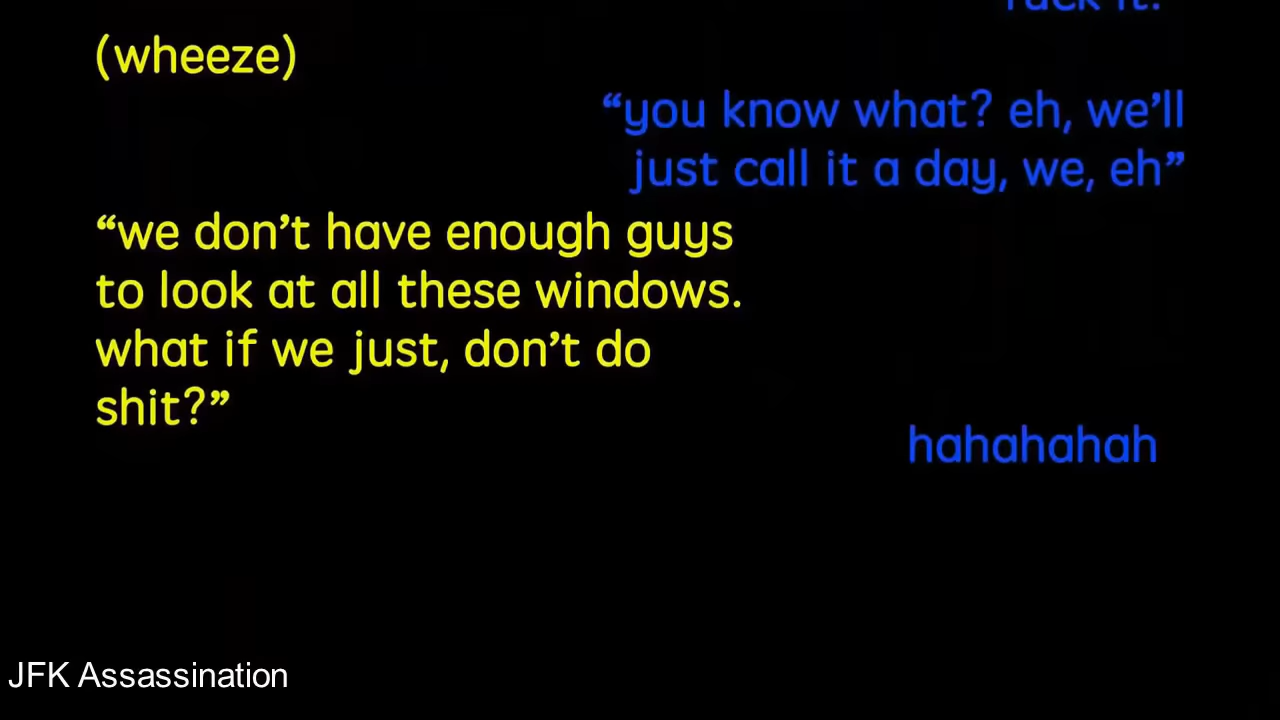 (wheeze)
“you know what? eh, we’ll
just call it a day, we, eh”
“we don’t have enough guys
to look at all these windows.
what if we just, don’t do
shit?”
hahahahah
JFK Assassination